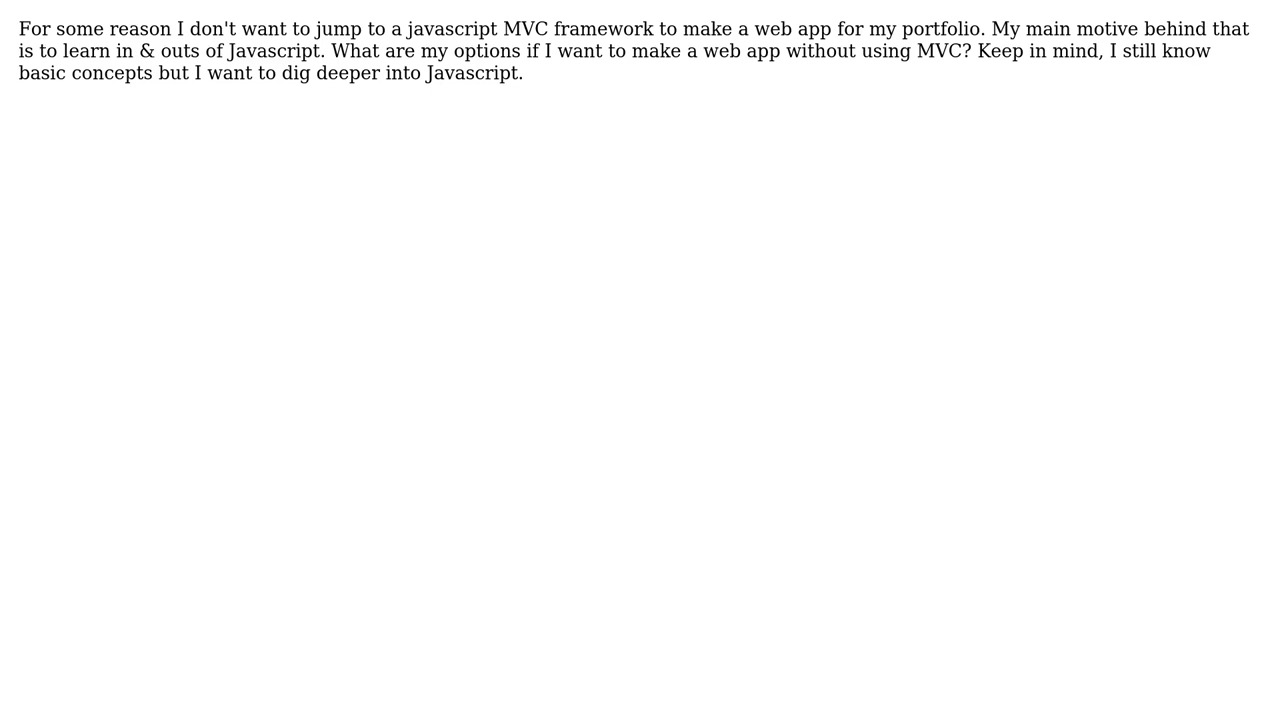 For some reason I don't want to jump to a javascript MVC framework to make a web app for my portfolio. My main motive behind that
is to learn in & outs of Javascript. What are my options if I want to make a web app without using MVC? Keep in mind, I still know
basic concepts but I want to dig deeper into Javascript.